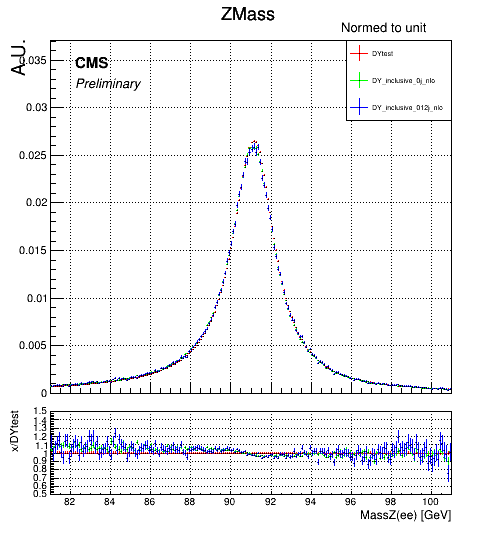 ZMass
Normed to unit
A.U.
CMS
Preliminary
DYtest
DY_inclusive_0j_nlo
DY_inclusive_012j_nlo
0.035
0.03
0.025
0.02
0.015
0.01
0.005
0
x/DYtest
1.5
1.4
1.3
1.2
1.1
1
0.9
0.8
0.7
0.6
0.5
82 84 86 88 90 92 94 96 98 100
MassZ(ee) [GeV]